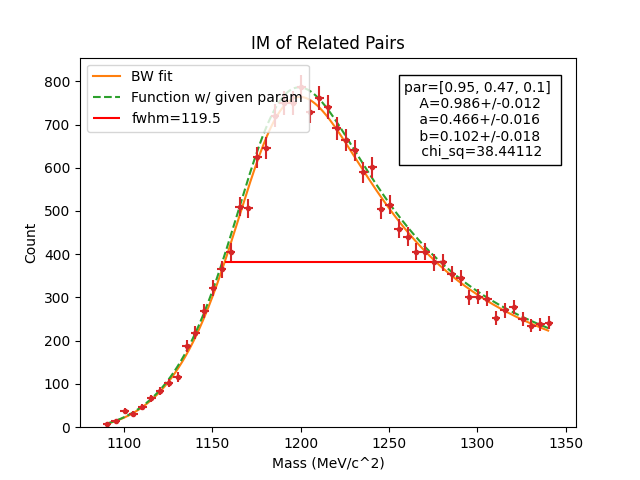 IM of Related Pairs
BW fit
Function w/ given param
fwhm=119.5
par=[0.95, 0.47, 0.1]
A=0.986+/-0.012
a=0.466+/-0.016
b=0.102+/-0.018
chi_sq=38.44112
Count
800
700
600
500
400
300
200
100
0
1100 1150 1200 1250 1300 1350
Mass (MeV/c^2)